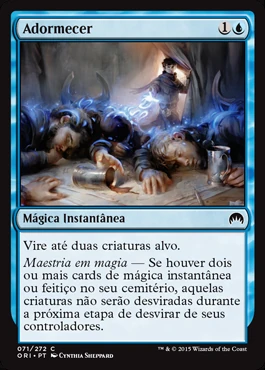 Adormecer 1
Mágica Instantânea
Vire até duas criaturas alvo.
Maestria em magia — Se houver dois
ou mais cards de mágica instantânea
ou feitiço no seu cemitério, aquelas
criaturas não serão desviradas durante
a próxima etapa de desvirar de seus
controladores.
071/272 C
ORI • PT Cynthia Sheppard
™ & © 2015 Wizards of the Coast